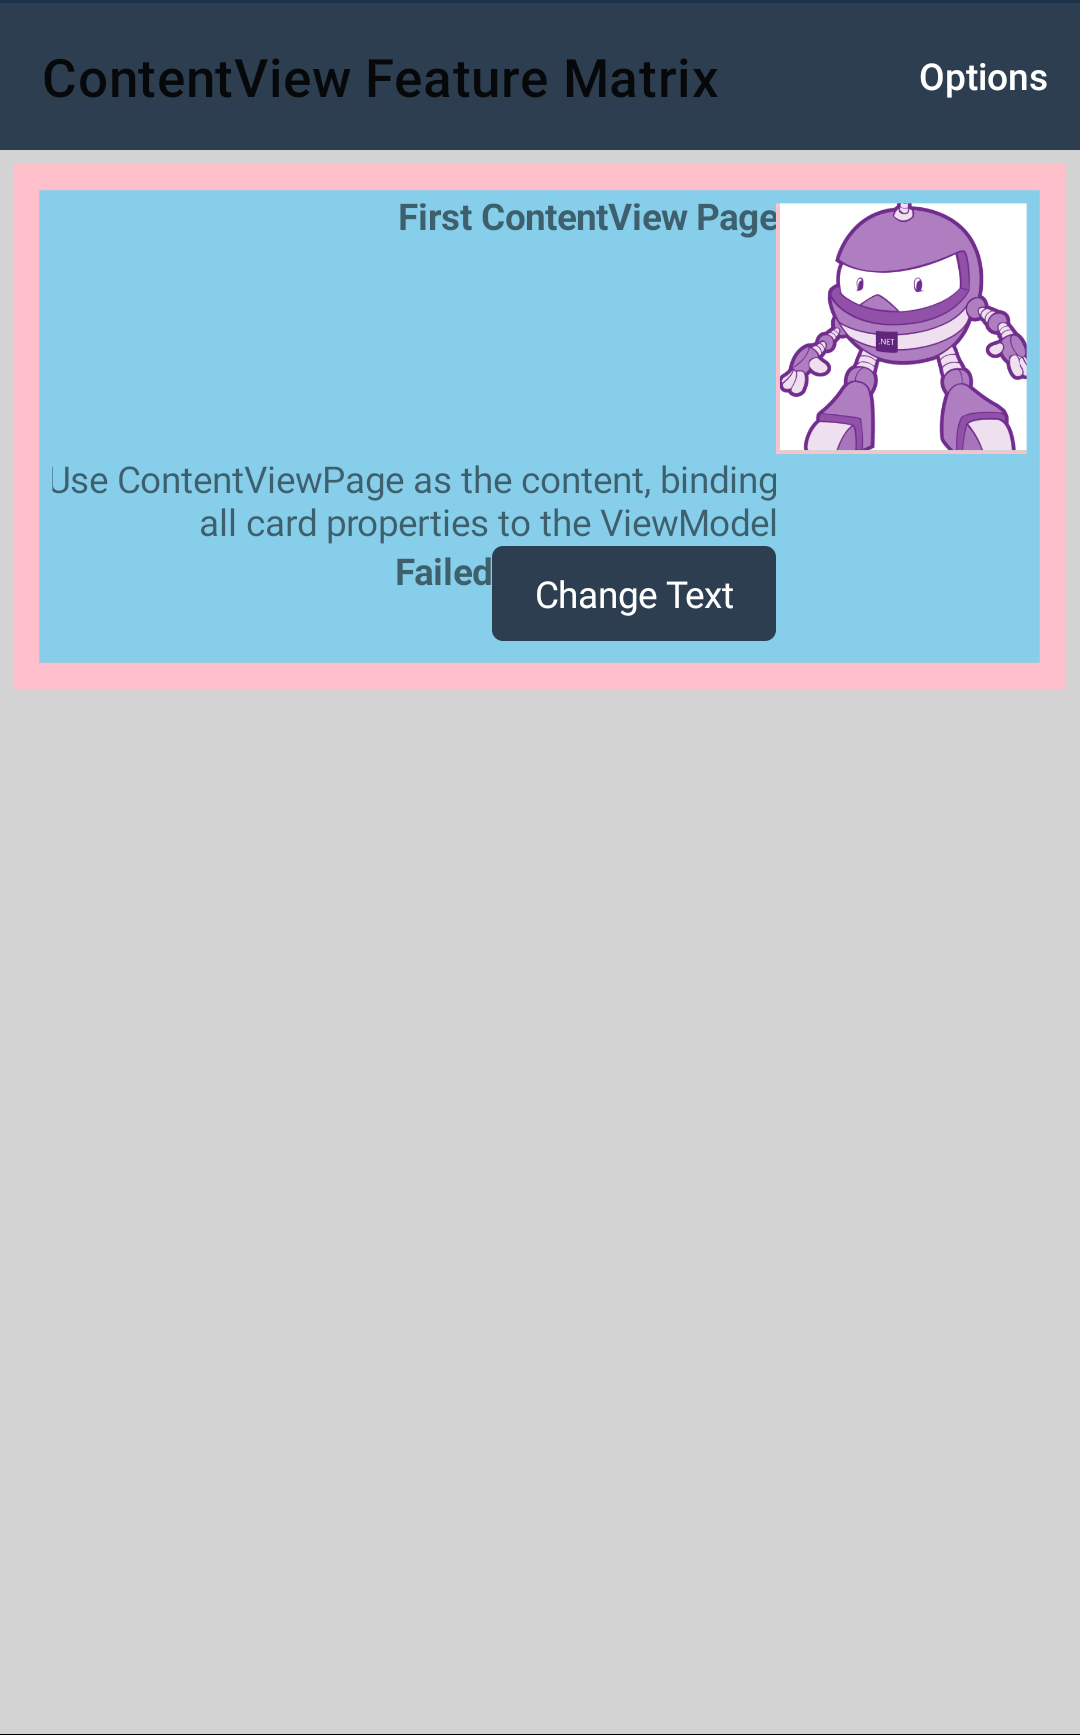 ContentView Feature Matrix
Options
First ContentView Page
.NET
Use ContentViewPage as the content, binding
all card properties to the ViewModel
Failed
Change Text